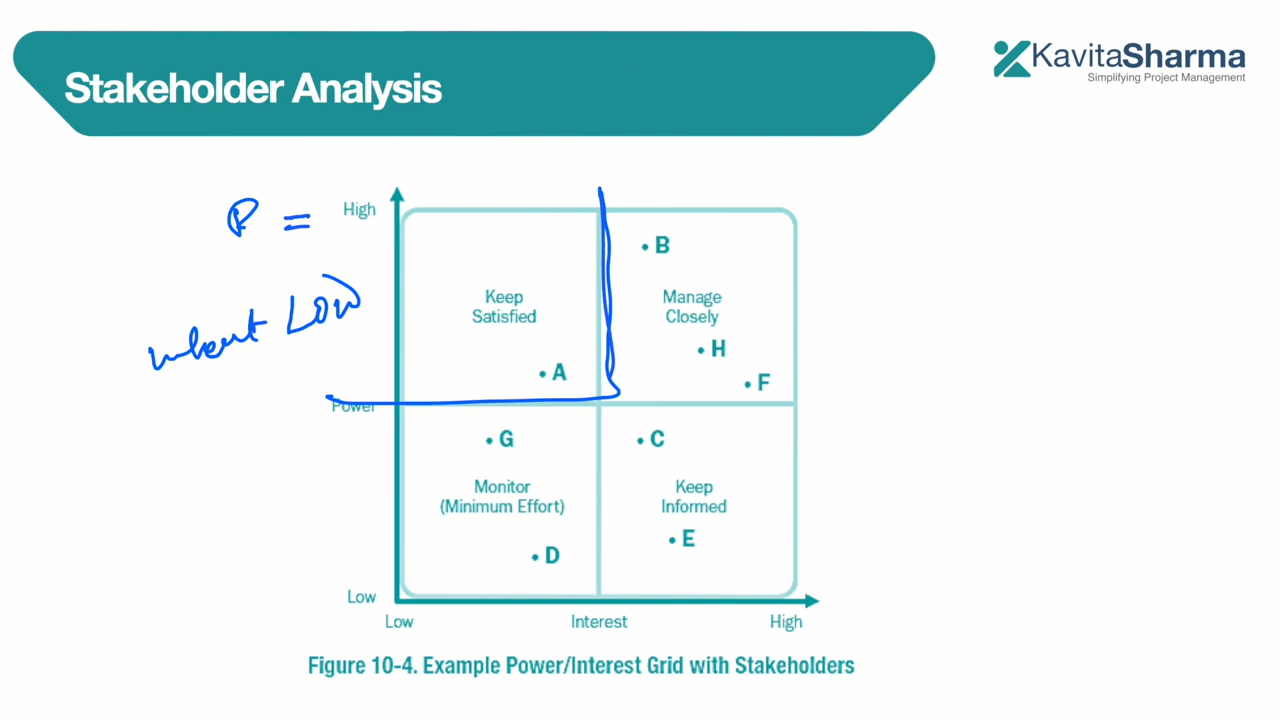 Stakeholder Analysis
KavitaSharma
Simplifying Project Management
P =
High
B
Keep
Satisfied
Manage
Closely
Low
H
A
F
Power
G
C
Monitor
(Minimum Effort)
Keep
Informed
E
D
Low
Low
Interest
High
Figure 10-4. Example Power/Interest Grid with Stakeholders